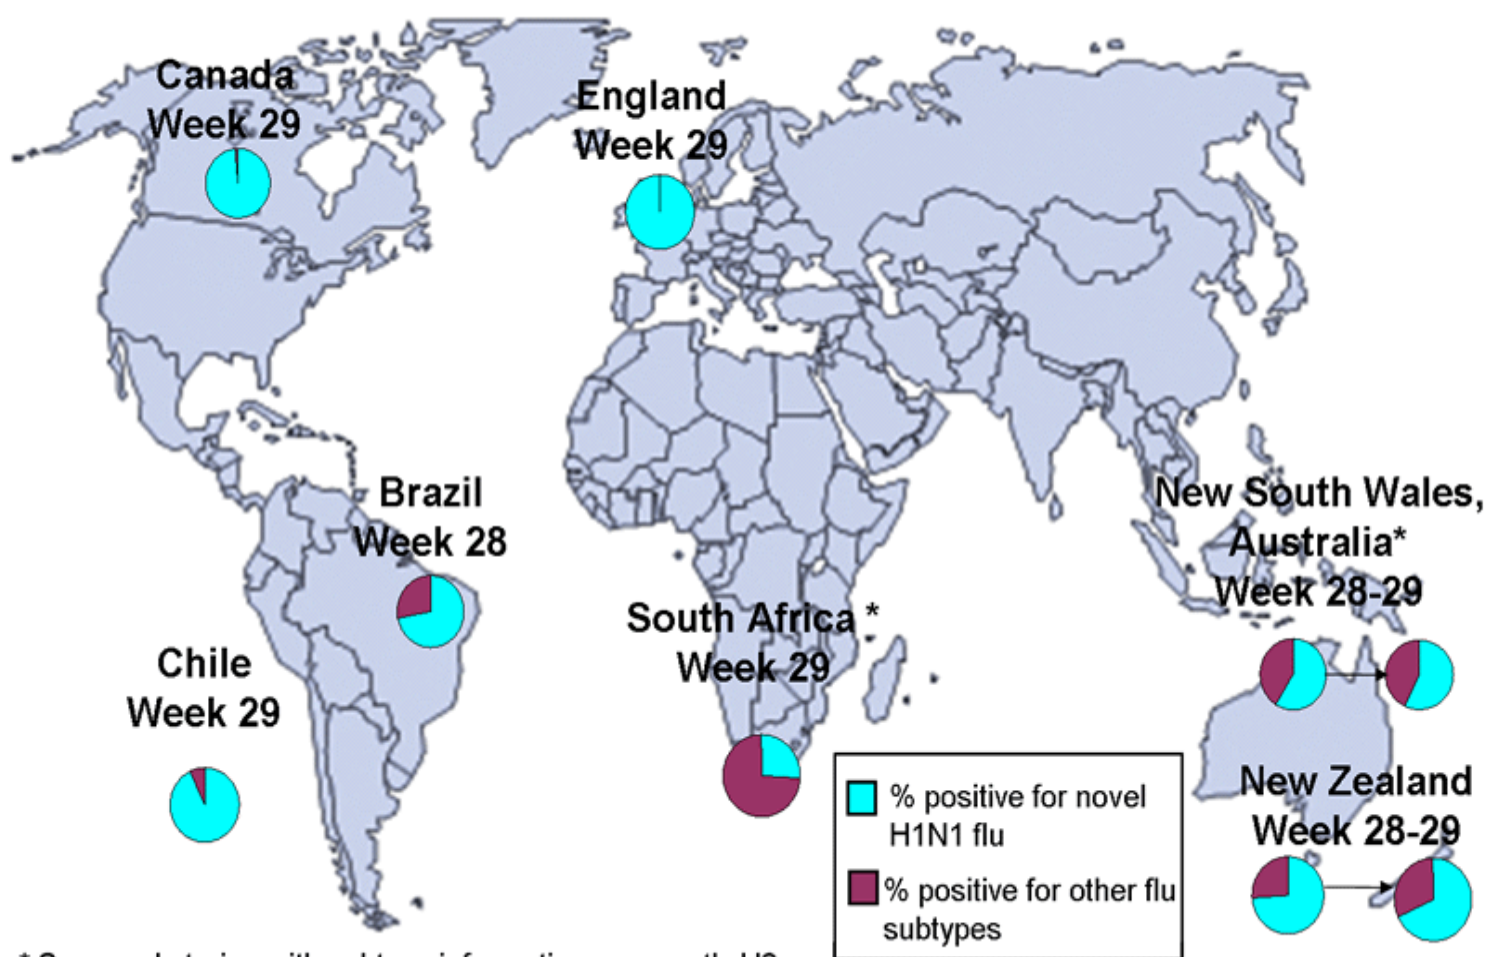 Canada
Week 29
England
Week 29
Brazil
Week 28
Chile
Week 29
South Africa *
Week 29
New South Wales,
Australia*
Week 28-29
New Zealand
Week 28-29
% positive for novel
H1N1 flu
% positive for other flu
subtypes